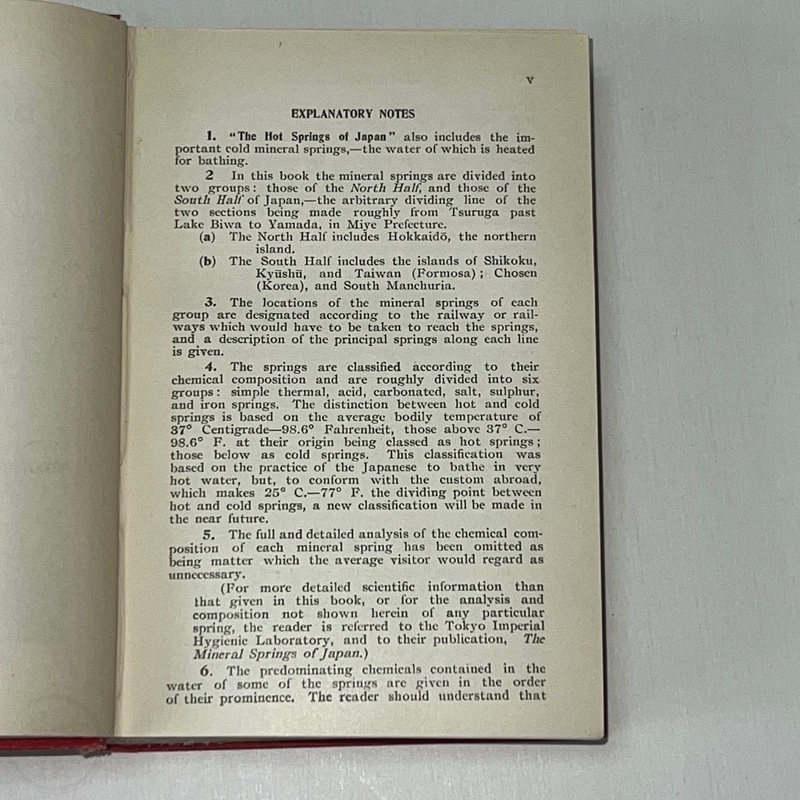 v
EXPLANATORY NOTES
1. "The Hot Springs of Japan" also includes the im-
portant cold mineral springs,—the water of which is heated
for bathing.
2 In this book the mineral springs are divided into
two groups: those of the North Half, and those of the
South Half of Japan,—the arbitrary dividing line of the
two sections being made roughly from Tsuruga past
Lake Biwa to Yamada, in Miye Prefecture.
(a) The North Half includes Hokkaidō, the northern
island.
(b) The South Half includes the islands of Shikoku,
Kyūshū, and Taiwan (Formosa); Chosen
(Korea), and South Manchuria.
3. The locations of the mineral springs of each
group are designated according to the railway or rail-
ways which would have to be taken to reach the springs,
and a description of the principal springs along each line
is given.
4. The springs are classified according to their
chemical composition and are roughly divided into six
groups: simple thermal, acid, carbonated, salt, sulphur,
and iron springs. The distinction between hot and cold
springs is based on the average bodily temperature of
37° Centigrade—98.6° Fahrenheit, those above 37° C.—
98.6° F. at their origin being classed as hot springs;
those below as cold springs. This classification was
based on the practice of the Japanese to bathe in very
hot water, but, to conform with the custom abroad,
which makes 25° C.—77° F. the dividing point between
hot and cold springs, a new classification will be made in
the near future.
5. The full and detailed analysis of the chemical com-
position of each mineral spring has been omitted as
being matter which the average visitor would regard as
unnecessary.
(For more detailed scientific information than
that given in this book, or for the analysis and
composition not shown herein of any particular
spring, the reader is referred to the Tokyo Imperial
Hygienic Laboratory, and to their publication, The
Mineral Springs of Japan.)
6. The predominating chemicals contained in the
water of some of the springs are given in the order
of their prominence. The reader should understand that